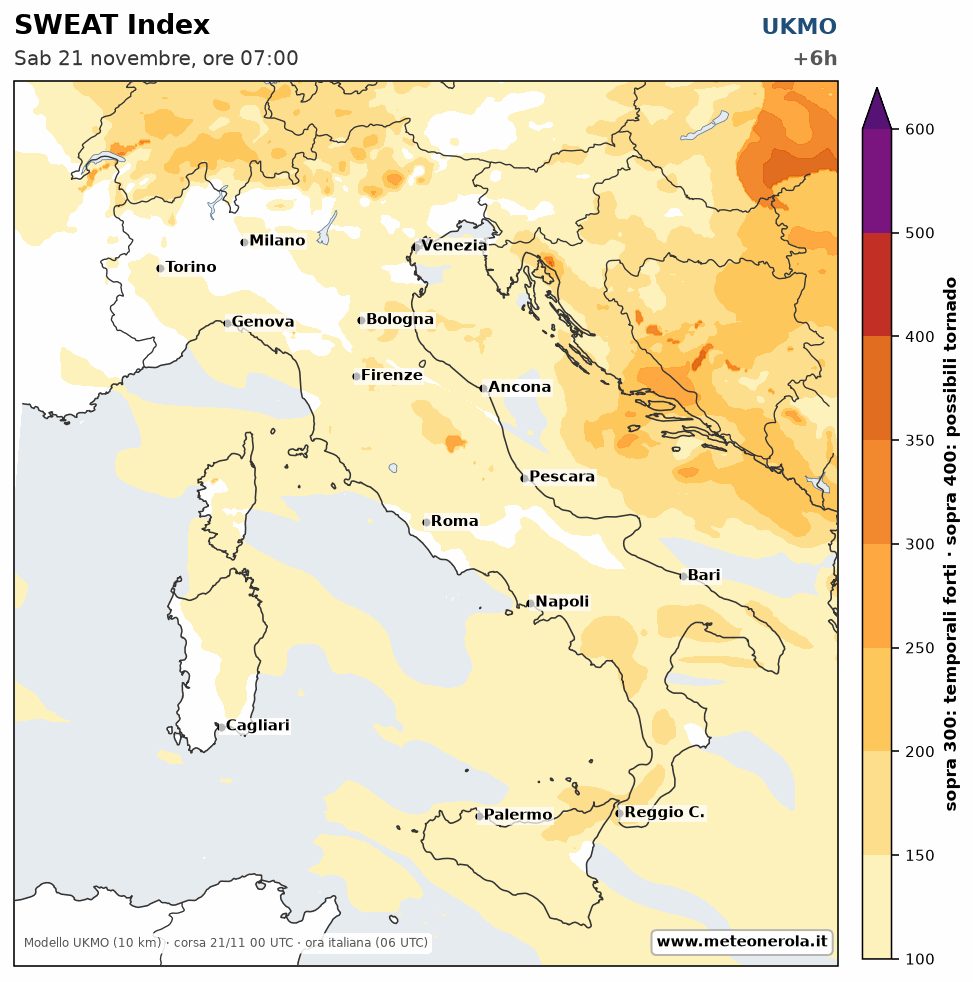 SWEAT Index
UKMO
Sab 21 novembre, ore 07:00
+6h
Milano
Venezia
Torino
Genova
Bologna
Firenze
Ancona
Pescara
Roma
Bari
Napoli
Cagliari
Palermo
Reggio C.
600
500
400
350
300
250
200
150
100
sopra 300: temporali forti · sopra 400: possibili tornado
Modello UKMO (10 km) · corsa 21/11 00 UTC · ora italiana (06 UTC)
www.meteonerola.it